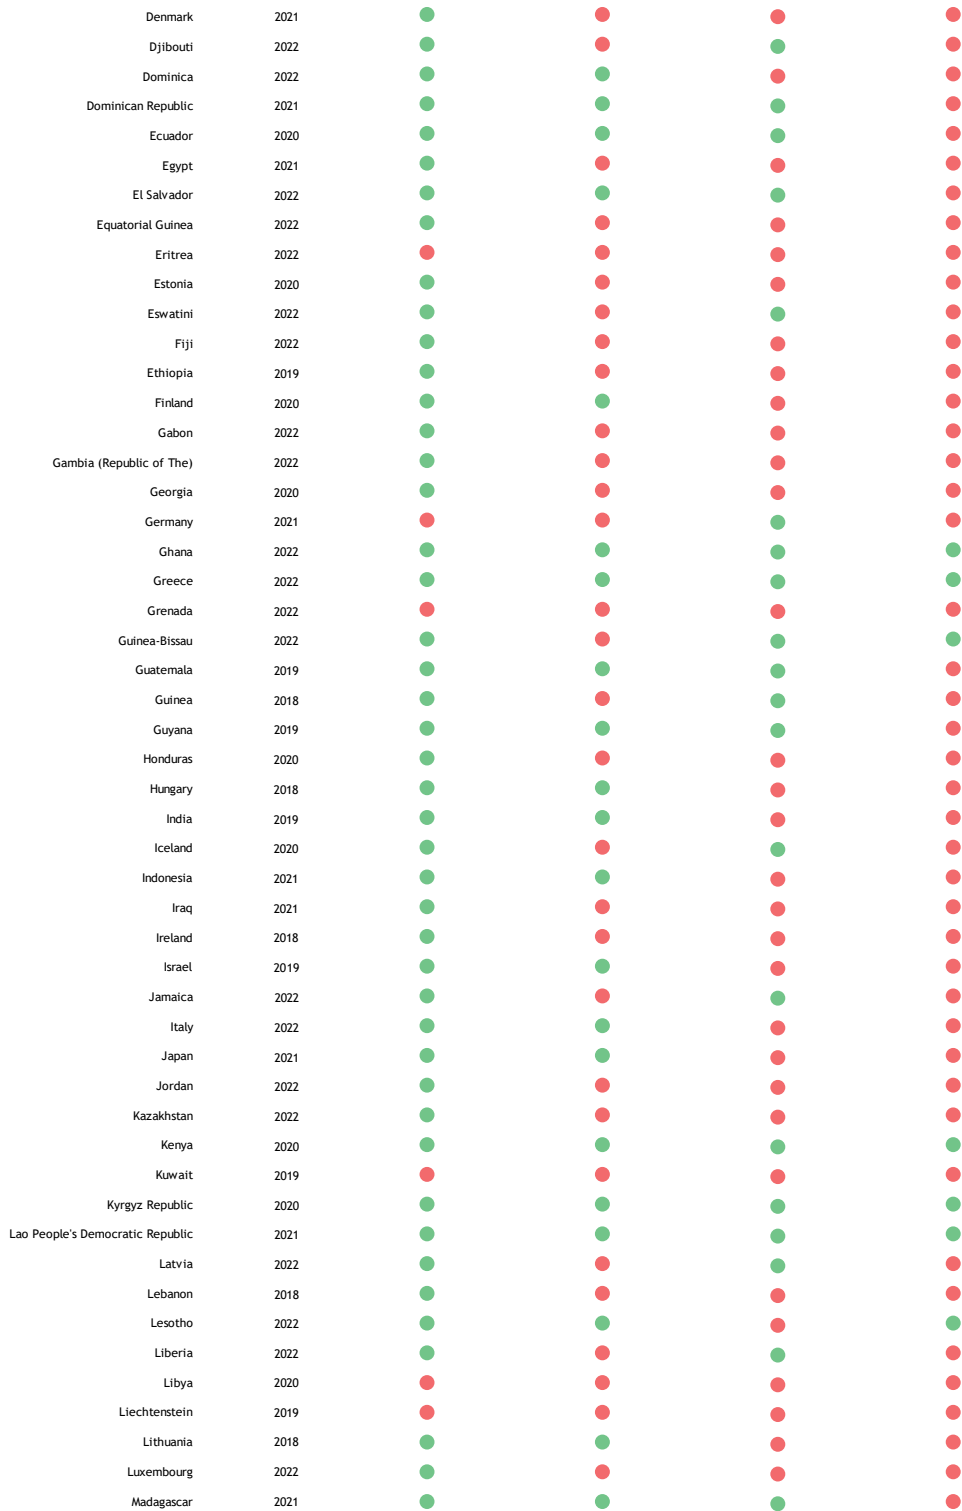 Denmark 2021
Djibouti 2022
Dominica 2022
Dominican Republic 2021
Ecuador 2020
Egypt 2021
El Salvador 2022
Equatorial Guinea 2022
Eritrea 2022
Estonia 2020
Eswatini 2022
Fiji 2022
Ethiopia 2019
Finland 2020
Gabon 2022
Gambia (Republic of The) 2022
Georgia 2020
Germany 2021
Ghana 2022
Greece 2022
Grenada 2022
Guinea-Bissau 2022
Guatemala 2019
Guinea 2018
Guyana 2019
Honduras 2020
Hungary 2018
India 2019
Iceland 2020
Indonesia 2021
Iraq 2021
Ireland 2018
Israel 2019
Jamaica 2022
Italy 2022
Japan 2021
Jordan 2022
Kazakhstan 2022
Kenya 2020
Kuwait 2019
Kyrgyz Republic 2020
Lao People's Democratic Republic 2021
Latvia 2022
Lebanon 2018
Lesotho 2022
Liberia 2022
Libya 2020
Liechtenstein 2019
Lithuania 2018
Luxembourg 2022
Madagascar 2021